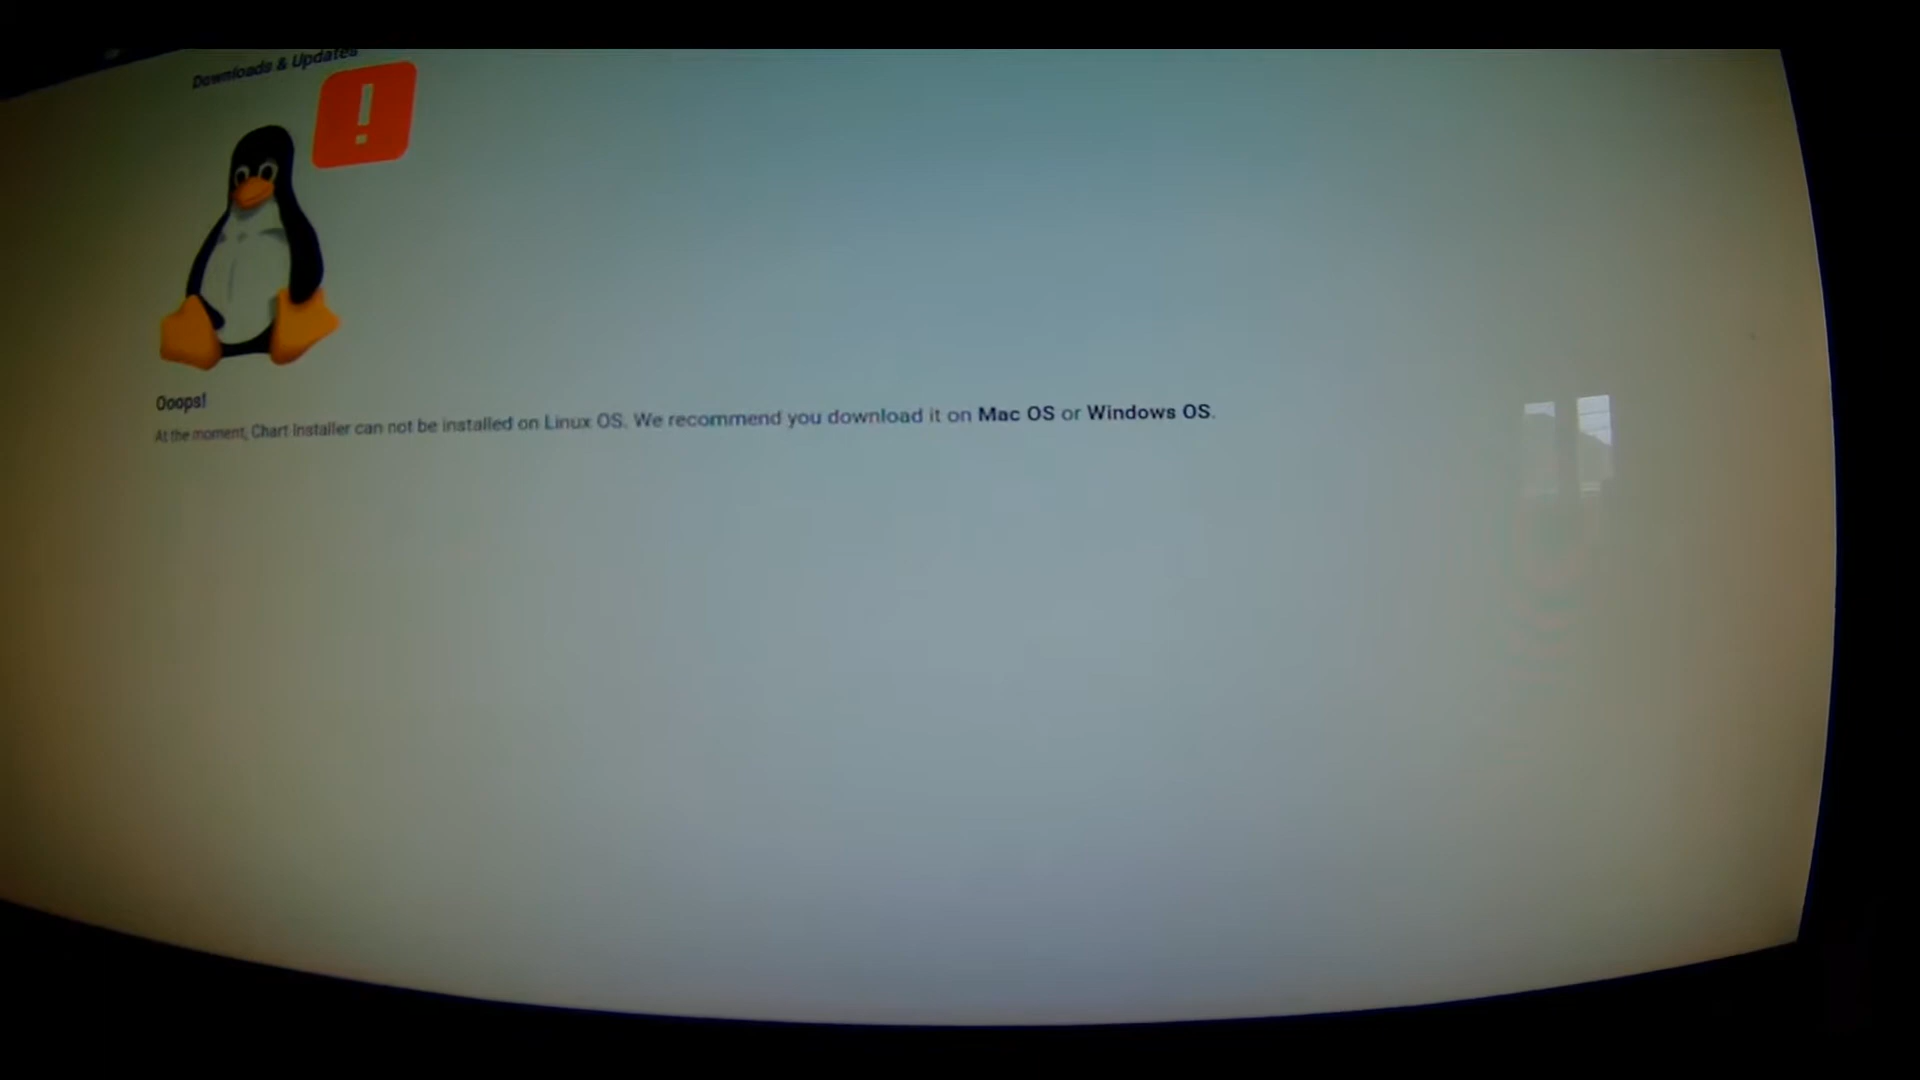 Downloads & Updates
!
Ooops!
At the moment, Chart Installer can not be installed on Linux OS. We recommend you download it on Mac OS or Windows OS.